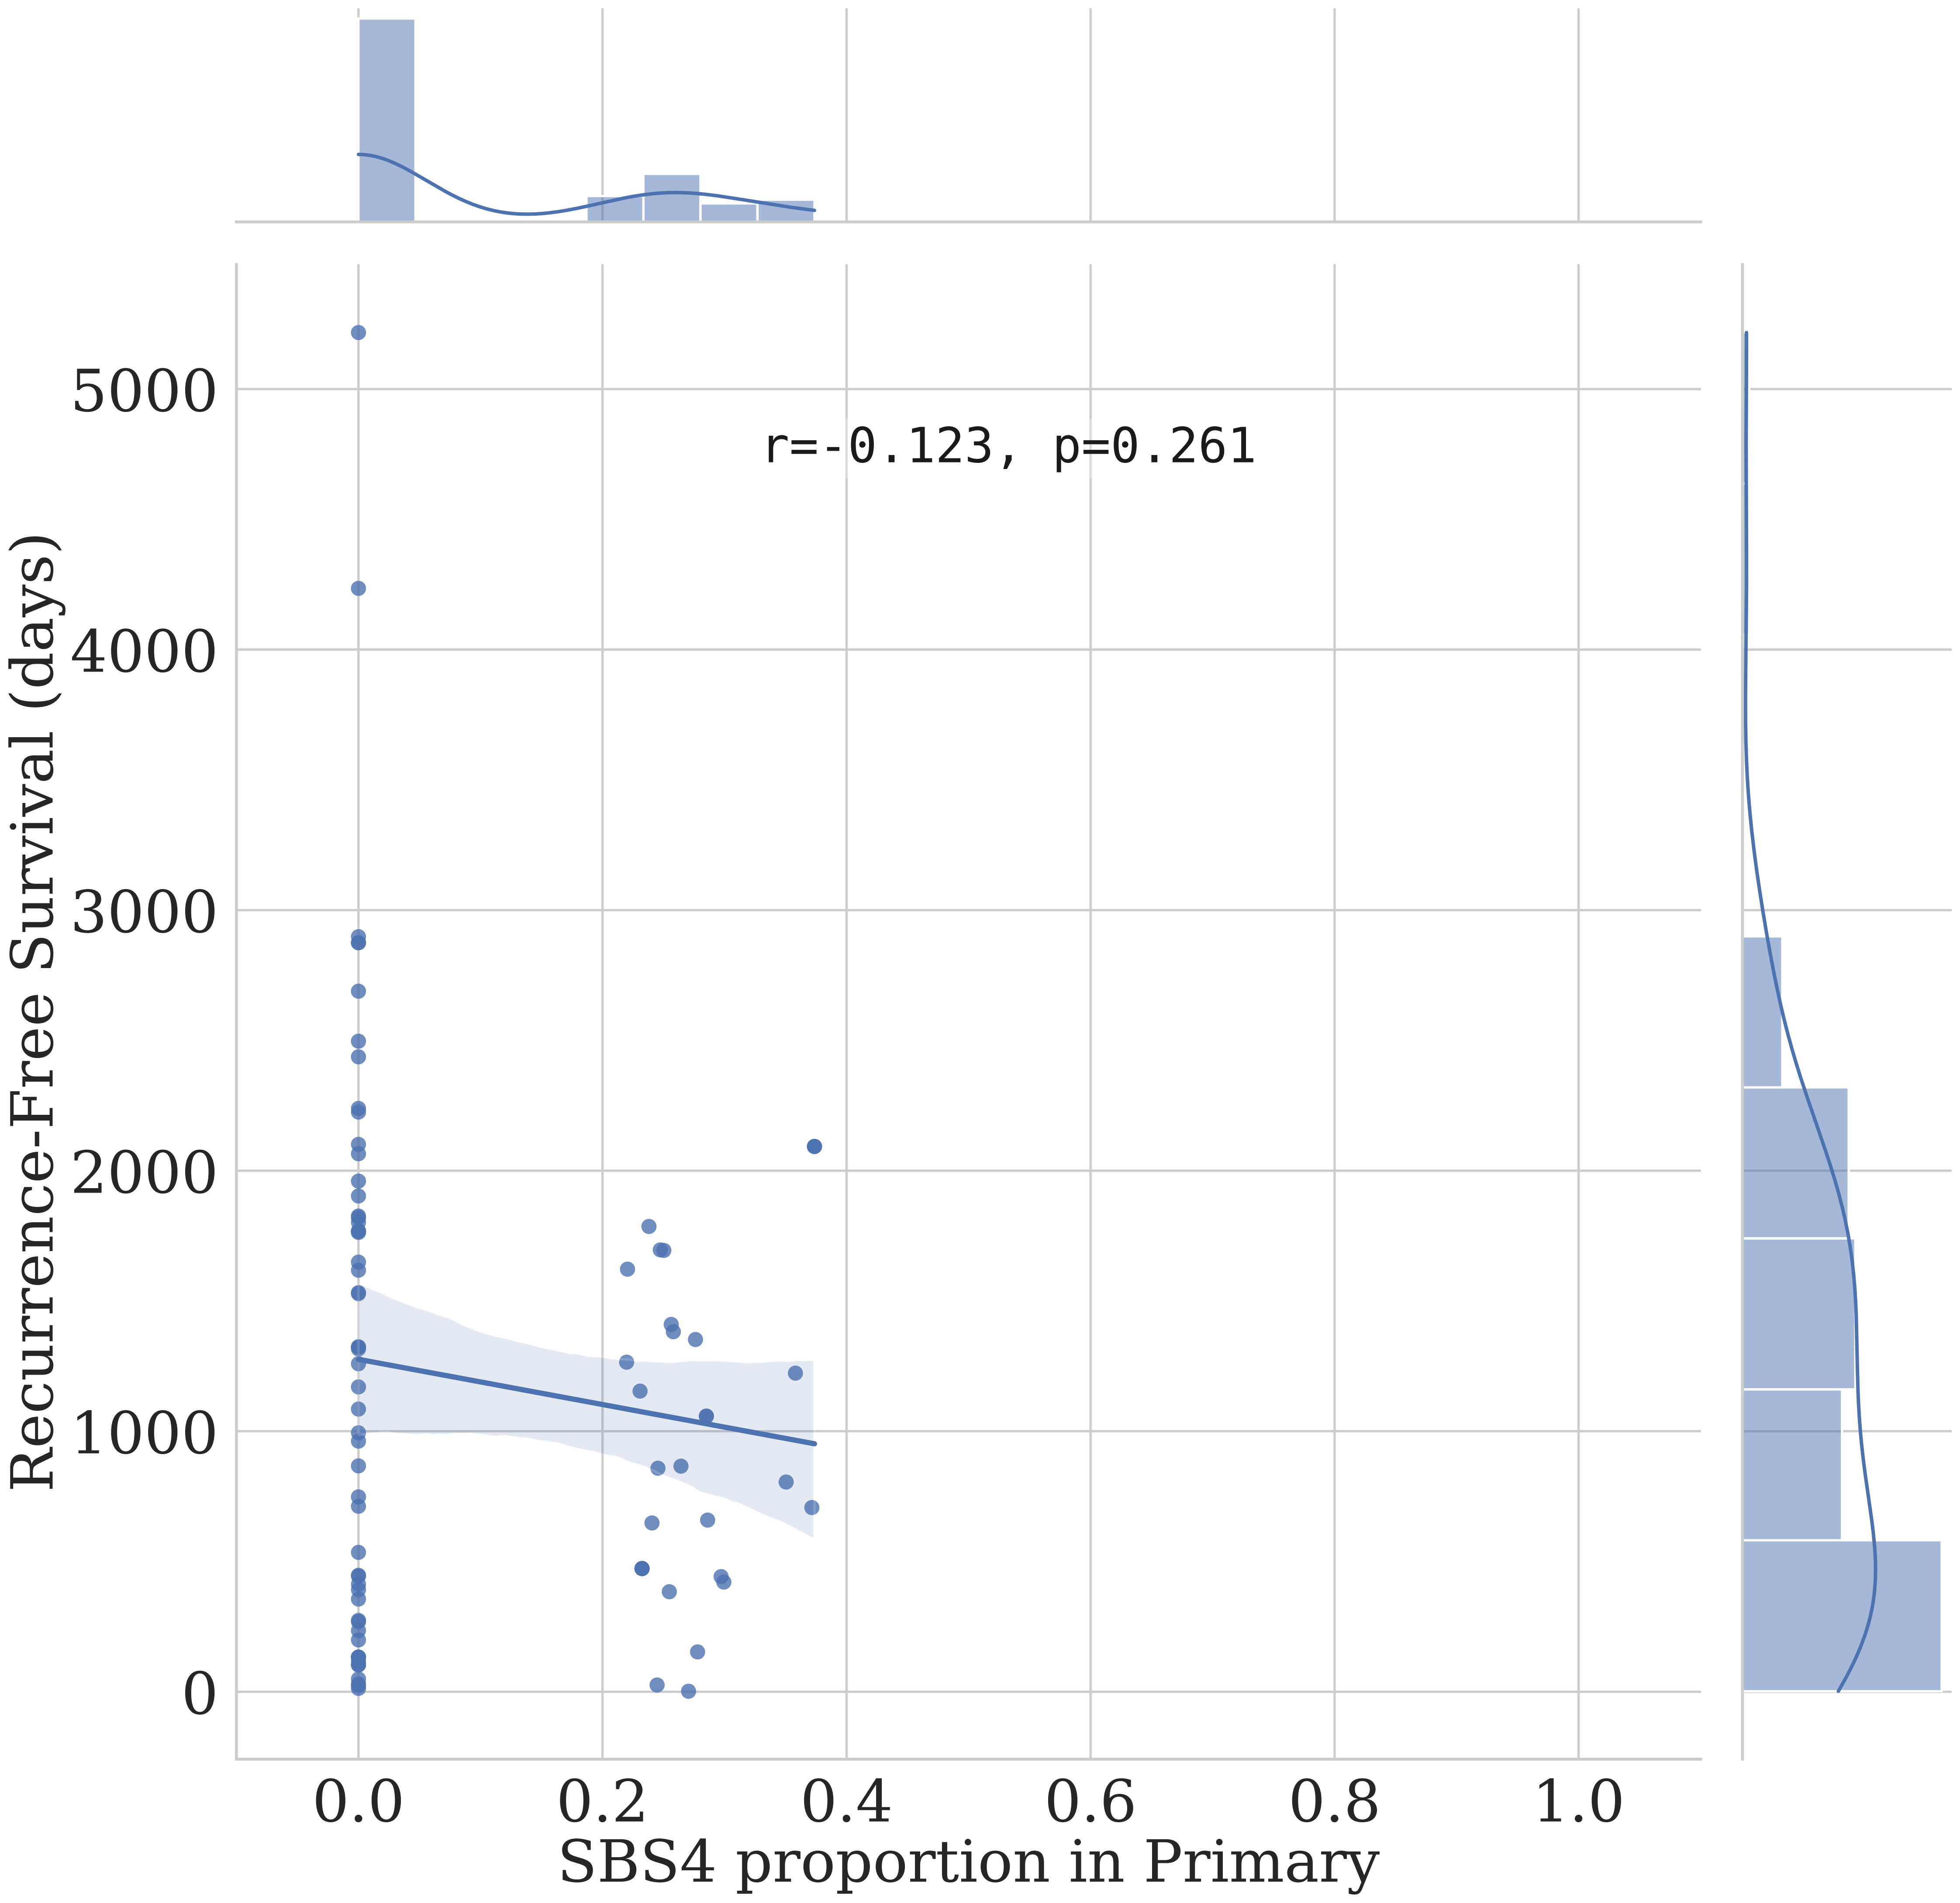 r=-0.123, p=0.261
Recurrence-Free Survival (days)
5000
4000
3000
2000
1000
0
0.0 0.2 0.4 0.6 0.8 1.0
SBS4 proportion in Primary